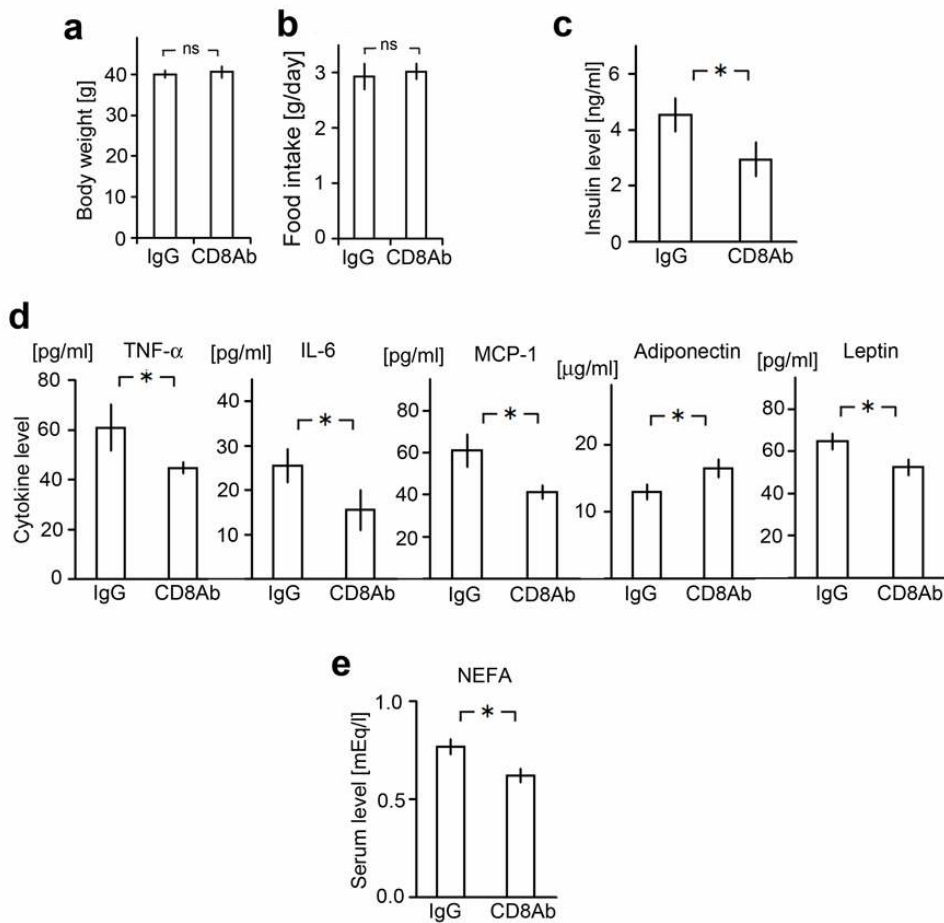 a
Body weight [g]
40
30
20
10
0
ns
IgG CD8Ab
b
Food intake [g/day]
3
2
1
0
ns
IgG CD8Ab
c
Insulin level [ng/ml]
6
4
2
0
*
IgG CD8Ab
d
Cytokine level
[pg/ml] TNF-α
80
60
40
20
0
*
IgG CD8Ab
[pg/ml] IL-6
40
30
20
10
*
IgG CD8Ab
[pg/ml] MCP-1
80
60
40
20
*
IgG CD8Ab
[μg/ml] Adiponectin
20
10
*
IgG CD8Ab
[pg/ml] Leptin
80
60
40
20
*
IgG CD8Ab
e
NEFA
Serum level [mEq/l]
1.0
0.5
0.0
*
IgG CD8Ab